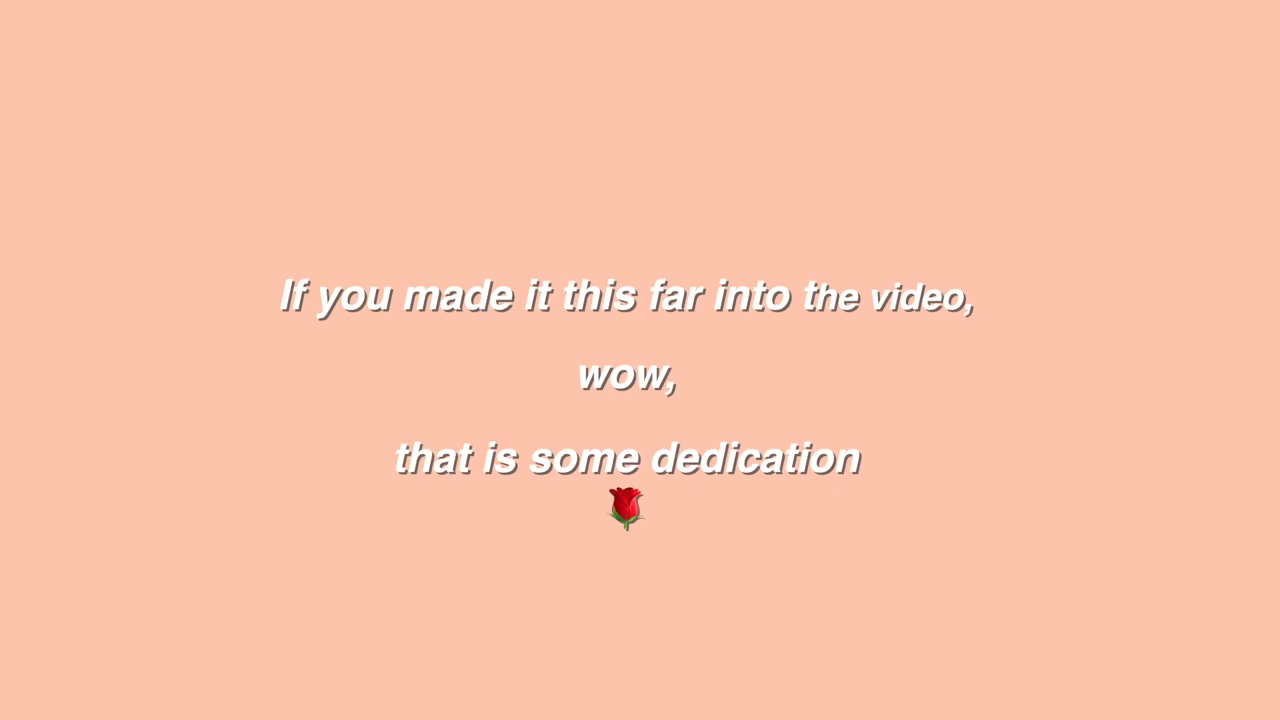 If you made it this far into the video,
wow,
that is some dedication
🌹